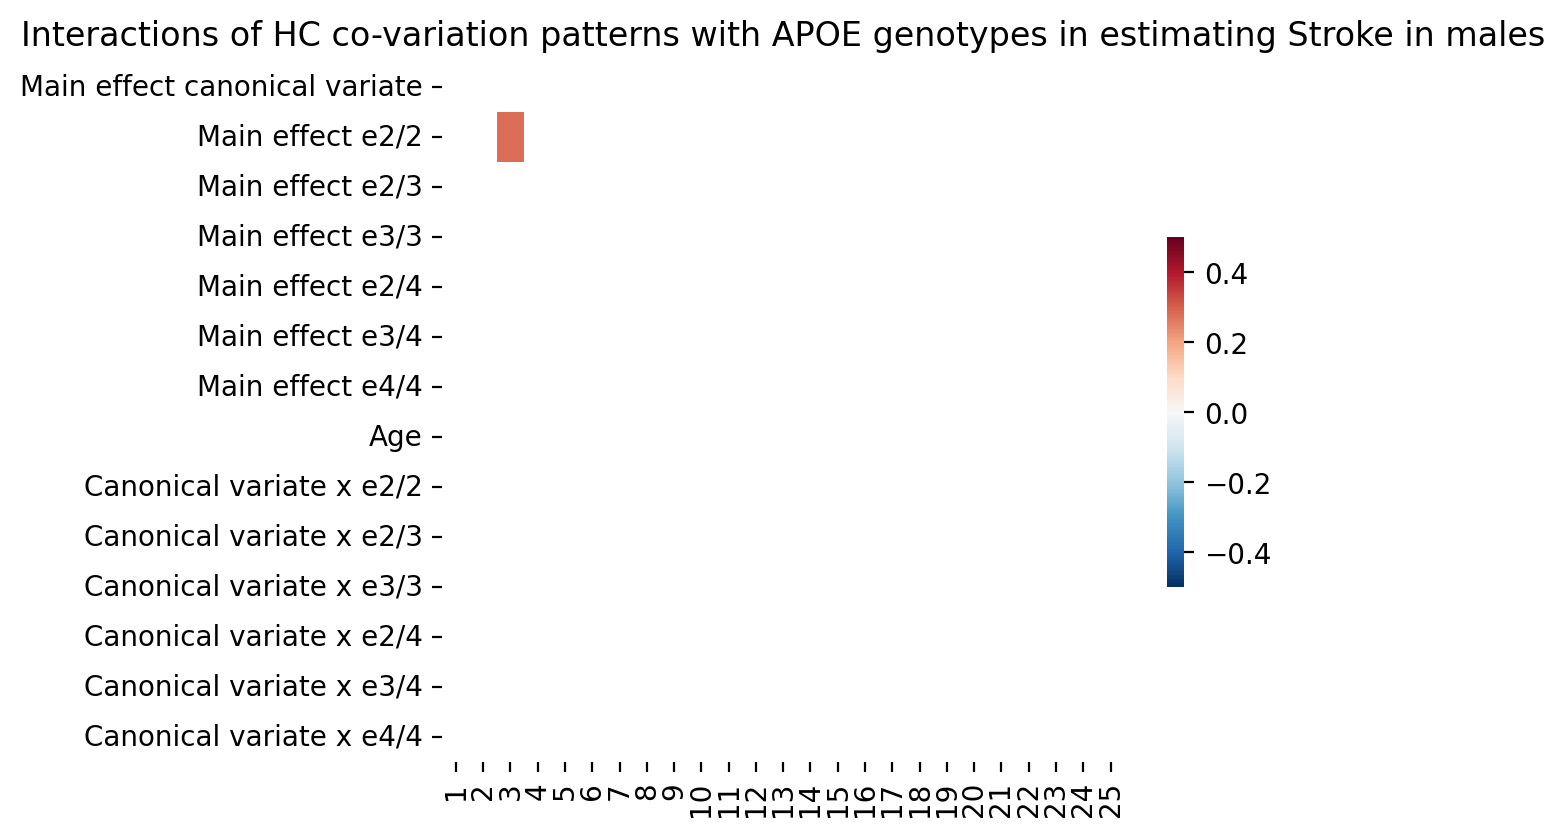 Interactions of HC co-variation patterns with APOE genotypes in estimating Stroke in males
Main effect canonical variate
Main effect e2/2
Main effect e2/3
Main effect e3/3
Main effect e2/4
Main effect e3/4
Main effect e4/4
Age
Canonical variate x e2/2
Canonical variate x e2/3
Canonical variate x e3/3
Canonical variate x e2/4
Canonical variate x e3/4
Canonical variate x e4/4
1 2 3 4 5 6 7 8 9 10 11 12 13 14 15 16 17 18 19 20 21 22 23 24 25
0.4
0.2
0.0
−0.2
−0.4